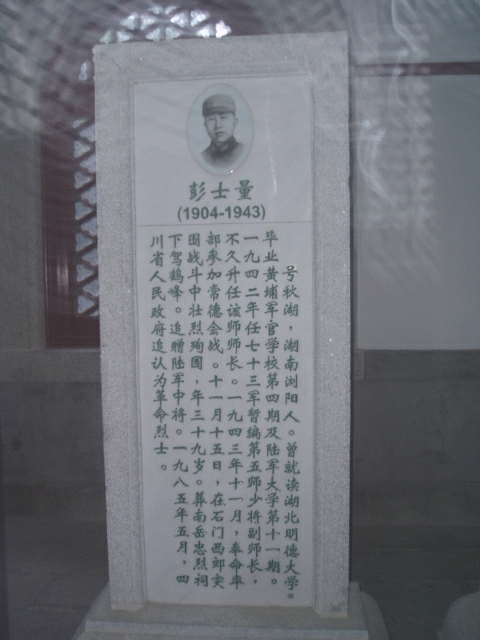 彭士量
(1904-1943)
号秋湖，湖南浏阳人。曾就读湖北明德大学。
毕业黄埔军官学校第四期及陆军大学第十一期。
一九四二年任七十三军暂编第五师少将副师长，
不久升任该师师长。一九四三年十一月，奉命率
部参加常德会战。十一月十五日，在石门西郊突
围战斗中壮烈殉国，年三十九岁。葬南岳忠烈祠
下驾鹤峰。追赠陆军中将。一九八五年五月，四
川省人民政府追认为革命烈士。